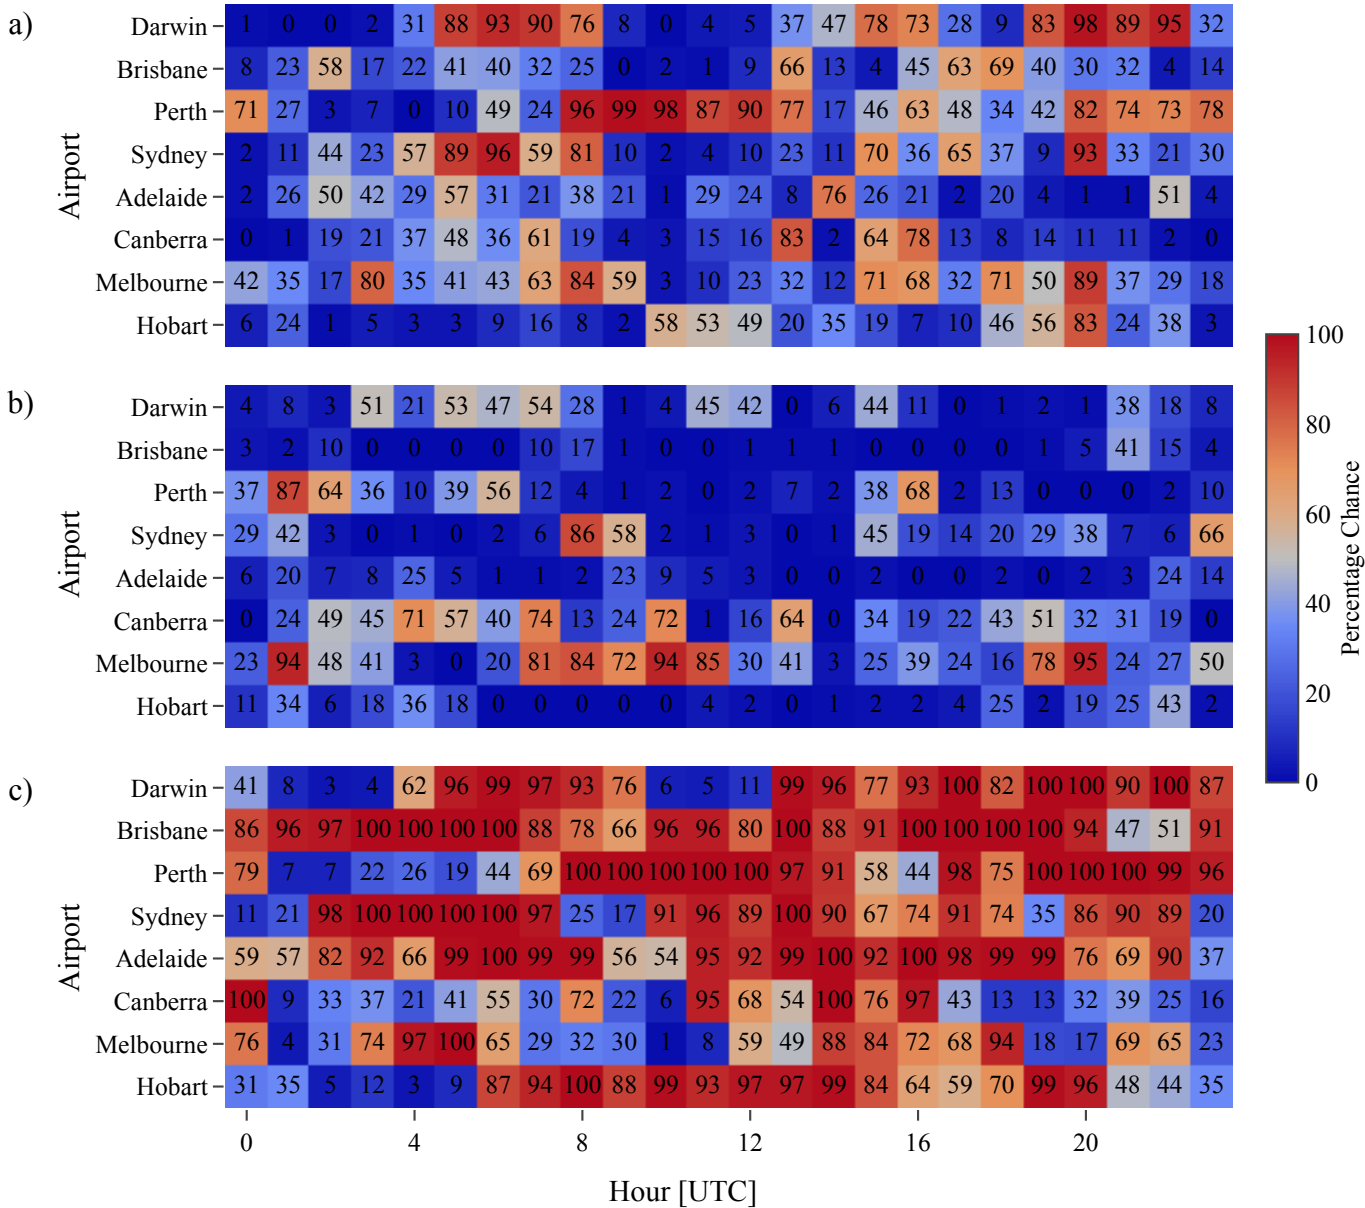 a)
Airport
Darwin 1 0 0 2 31 88 93 90 76 8 0 4 5 37 47 78 73 28 9 83 98 89 95 32
Brisbane 8 23 58 17 22 41 40 32 25 0 2 1 9 66 13 4 45 63 69 40 30 32 4 14
Perth 71 27 3 7 0 10 49 24 96 99 98 87 90 77 17 46 63 48 34 42 82 74 73 78
Sydney 2 11 44 23 57 89 96 59 81 10 2 4 10 23 11 70 36 65 37 9 93 33 21 30
Adelaide 2 26 50 42 29 57 31 21 38 21 1 29 24 8 76 26 21 2 20 4 1 1 51 4
Canberra 0 1 19 21 37 48 36 61 19 4 3 15 16 83 2 64 78 13 8 14 11 11 2 0
Melbourne 42 35 17 80 35 41 43 63 84 59 3 10 23 32 12 71 68 32 71 50 89 37 29 18
Hobart 6 24 1 5 3 3 9 16 8 2 58 53 49 20 35 19 7 10 46 56 83 24 38 3
b)
Airport
Darwin 4 8 3 51 21 53 47 54 28 1 4 45 42 0 6 44 11 0 1 2 1 38 18 8
Brisbane 3 2 10 0 0 0 0 10 17 1 0 0 1 1 1 0 0 0 0 1 5 41 15 4
Perth 37 87 64 36 10 39 56 12 4 1 2 0 2 7 2 38 68 2 13 0 0 0 2 10
Sydney 29 42 3 0 1 0 2 6 86 58 2 1 3 0 1 45 19 14 20 29 38 7 6 66
Adelaide 6 20 7 8 25 5 1 1 2 23 9 5 3 0 0 2 0 0 2 0 2 3 24 14
Canberra 0 24 49 45 71 57 40 74 13 24 72 1 16 64 0 34 19 22 43 51 32 31 19 0
Melbourne 23 94 48 41 3 0 20 81 84 72 94 85 30 41 3 25 39 24 16 78 95 24 27 50
Hobart 11 34 6 18 36 18 0 0 0 0 0 4 2 0 1 2 2 4 25 2 19 25 43 2
c)
Airport
Darwin 41 8 3 4 62 96 99 97 93 76 6 5 11 99 96 77 93 100 82 100 100 90 100 87
Brisbane 86 96 97 100 100 100 100 88 78 66 96 96 80 100 88 91 100 100 100 100 94 47 51 91
Perth 79 7 7 22 26 19 44 69 100 100 100 100 100 97 91 58 44 98 75 100 100 100 99 96
Sydney 11 21 98 100 100 100 100 97 25 17 91 96 89 100 90 67 74 91 74 35 86 90 89 20
Adelaide 59 57 82 92 66 99 100 99 99 56 54 95 92 99 100 92 100 98 99 99 76 69 90 37
Canberra 100 9 33 37 21 41 55 30 72 22 6 95 68 54 100 76 97 43 13 13 32 39 25 16
Melbourne 76 4 31 74 97 100 65 29 32 30 1 8 59 49 88 84 72 68 94 18 17 69 65 23
Hobart 31 35 5 12 3 9 87 94 100 88 99 93 97 97 99 84 64 59 70 99 96 48 44 35
0 4 8 12 16 20
Hour [UTC]
100
80
60
40
20
0
Percentage Chance